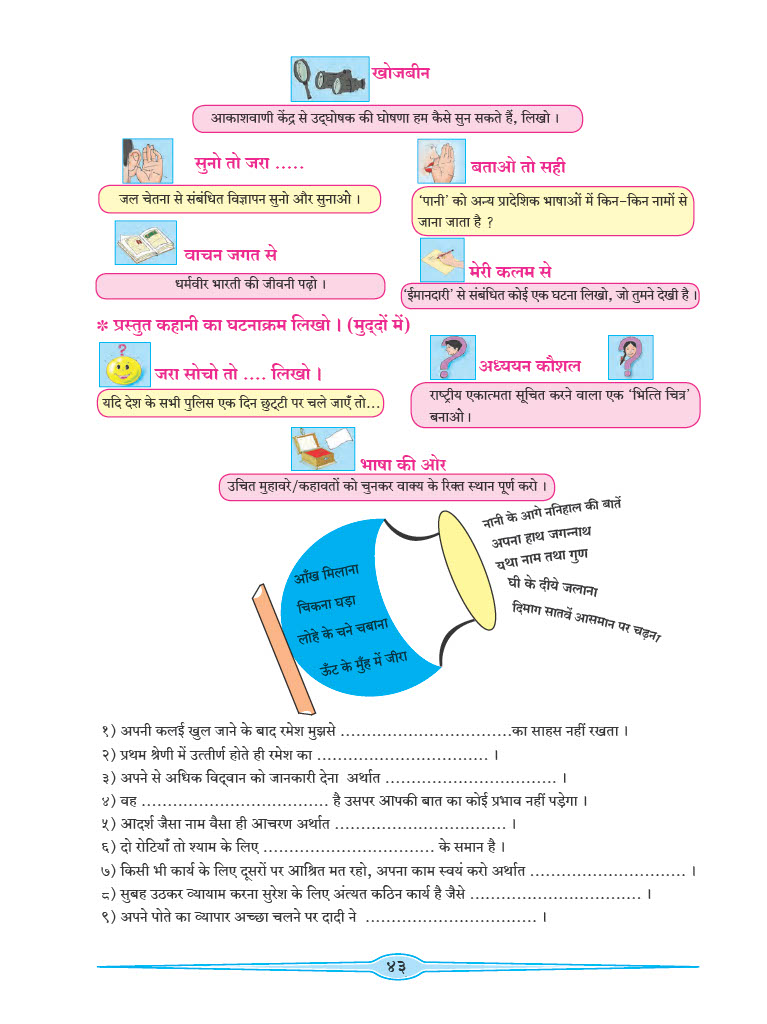 खोजबीन
आकाशवाणी केंद्र से उद्‌घोषक की घोषणा हम कैसे सुन सकते हैं, लिखो ।
सुनो तो जरा .....
जल चेतना से संबंधित विज्ञापन सुनो और सुनाओ ।
बताओ तो सही
‘पानी’ को अन्य प्रादेशिक भाषाओं में किन-किन नामों से
जाना जाता है ?
वाचन जगत से
धर्मवीर भारती की जीवनी पढ़ो ।
मेरी कलम से
‘ईमानदारी’ से संबंधित कोई एक घटना लिखो, जो तुमने देखी है ।
* प्रस्तुत कहानी का घटनाक्रम लिखो । (मुद्‌दों में)
जरा सोचो तो .... लिखो ।
यदि देश के सभी पुलिस एक दिन छुट्‌टी पर चले जाएँ तो...
अध्ययन कौशल
राष्ट्रीय एकात्मता सूचित करने वाला एक ‘भित्ति चित्र’
बनाओ ।
भाषा की ओर
उचित मुहावरे/कहावतों को चुनकर वाक्य के रिक्त स्थान पूर्ण करो ।
नानी के आगे ननिहाल की बातें
अपना हाथ जगन्नाथ
यथा नाम तथा गुण
घी के दीये जलाना
दिमाग सातवें आसमान पर चढ़ना
आँख मिलाना
चिकना घड़ा
लोहे के चने चबाना
ऊँट के मुँह में जीरा
१) अपनी कलई खुल जाने के बाद रमेश मुझसे .................................का साहस नहीं रखता ।
२) प्रथम श्रेणी में उत्तीर्ण होते ही रमेश का ................................. ।
३) अपने से अधिक विद्‌वान को जानकारी देना अर्थात ................................. ।
४) वह .................................... है उसपर आपकी बात का कोई प्रभाव नहीं पड़ेगा ।
५) आदर्श जैसा नाम वैसा ही आचरण अर्थात ................................. ।
६) दो रोटियाँ तो श्याम के लिए ................................. के समान है ।
७) किसी भी कार्य के लिए दूसरों पर आश्रित मत रहो, अपना काम स्वयं करो अर्थात .............................. ।
८) सुबह उठकर व्यायाम करना सुरेश के लिए अंत्यत कठिन कार्य है जैसे ................................. ।
९) अपने पोते का व्यापार अच्छा चलने पर दादी ने ................................. ।
४३